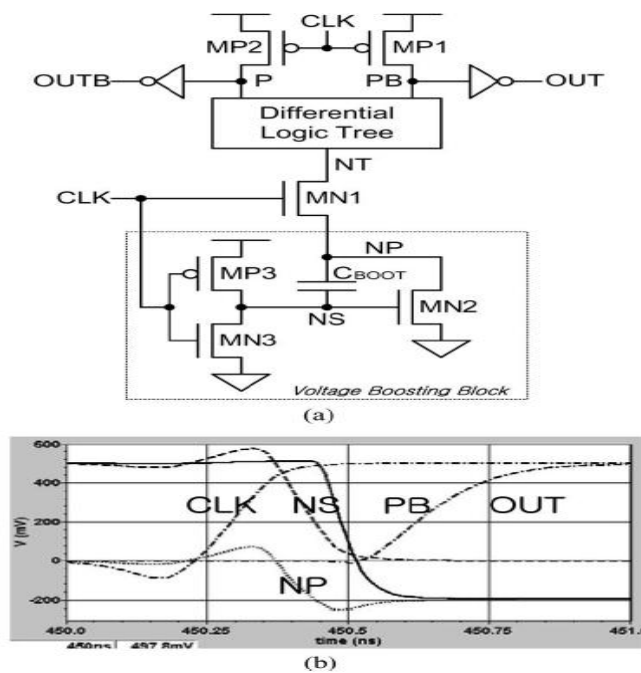 CLK
MP2
MP1
OUTB
P
PB
OUT
Differential
Logic Tree
NT
CLK
MN1
NP
MP3
CBOOT
MN2
NS
MN3
Voltage Boosting Block
(a)
600
400
200
0
-200
V (mV)
CLK
NS
PB
OUT
NP
450.0
450.25
450.5
450.75
451.
time (ns)
450ns
497.8mV
(b)